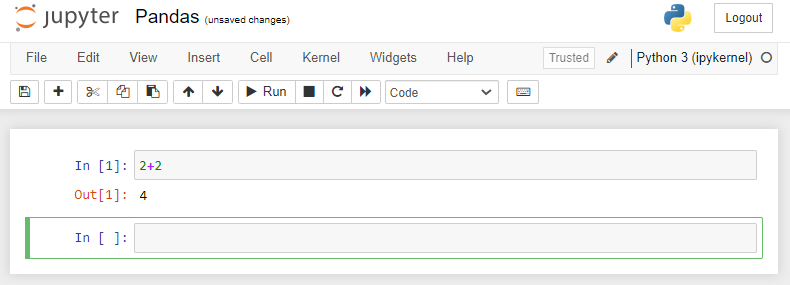 jupyter Pandas (unsaved changes) Logout
File Edit View Insert Cell Kernel Widgets Help Trusted Python 3 (ipykernel)
Run Code
In [1]: 2+2
Out[1]: 4
In [ ]: